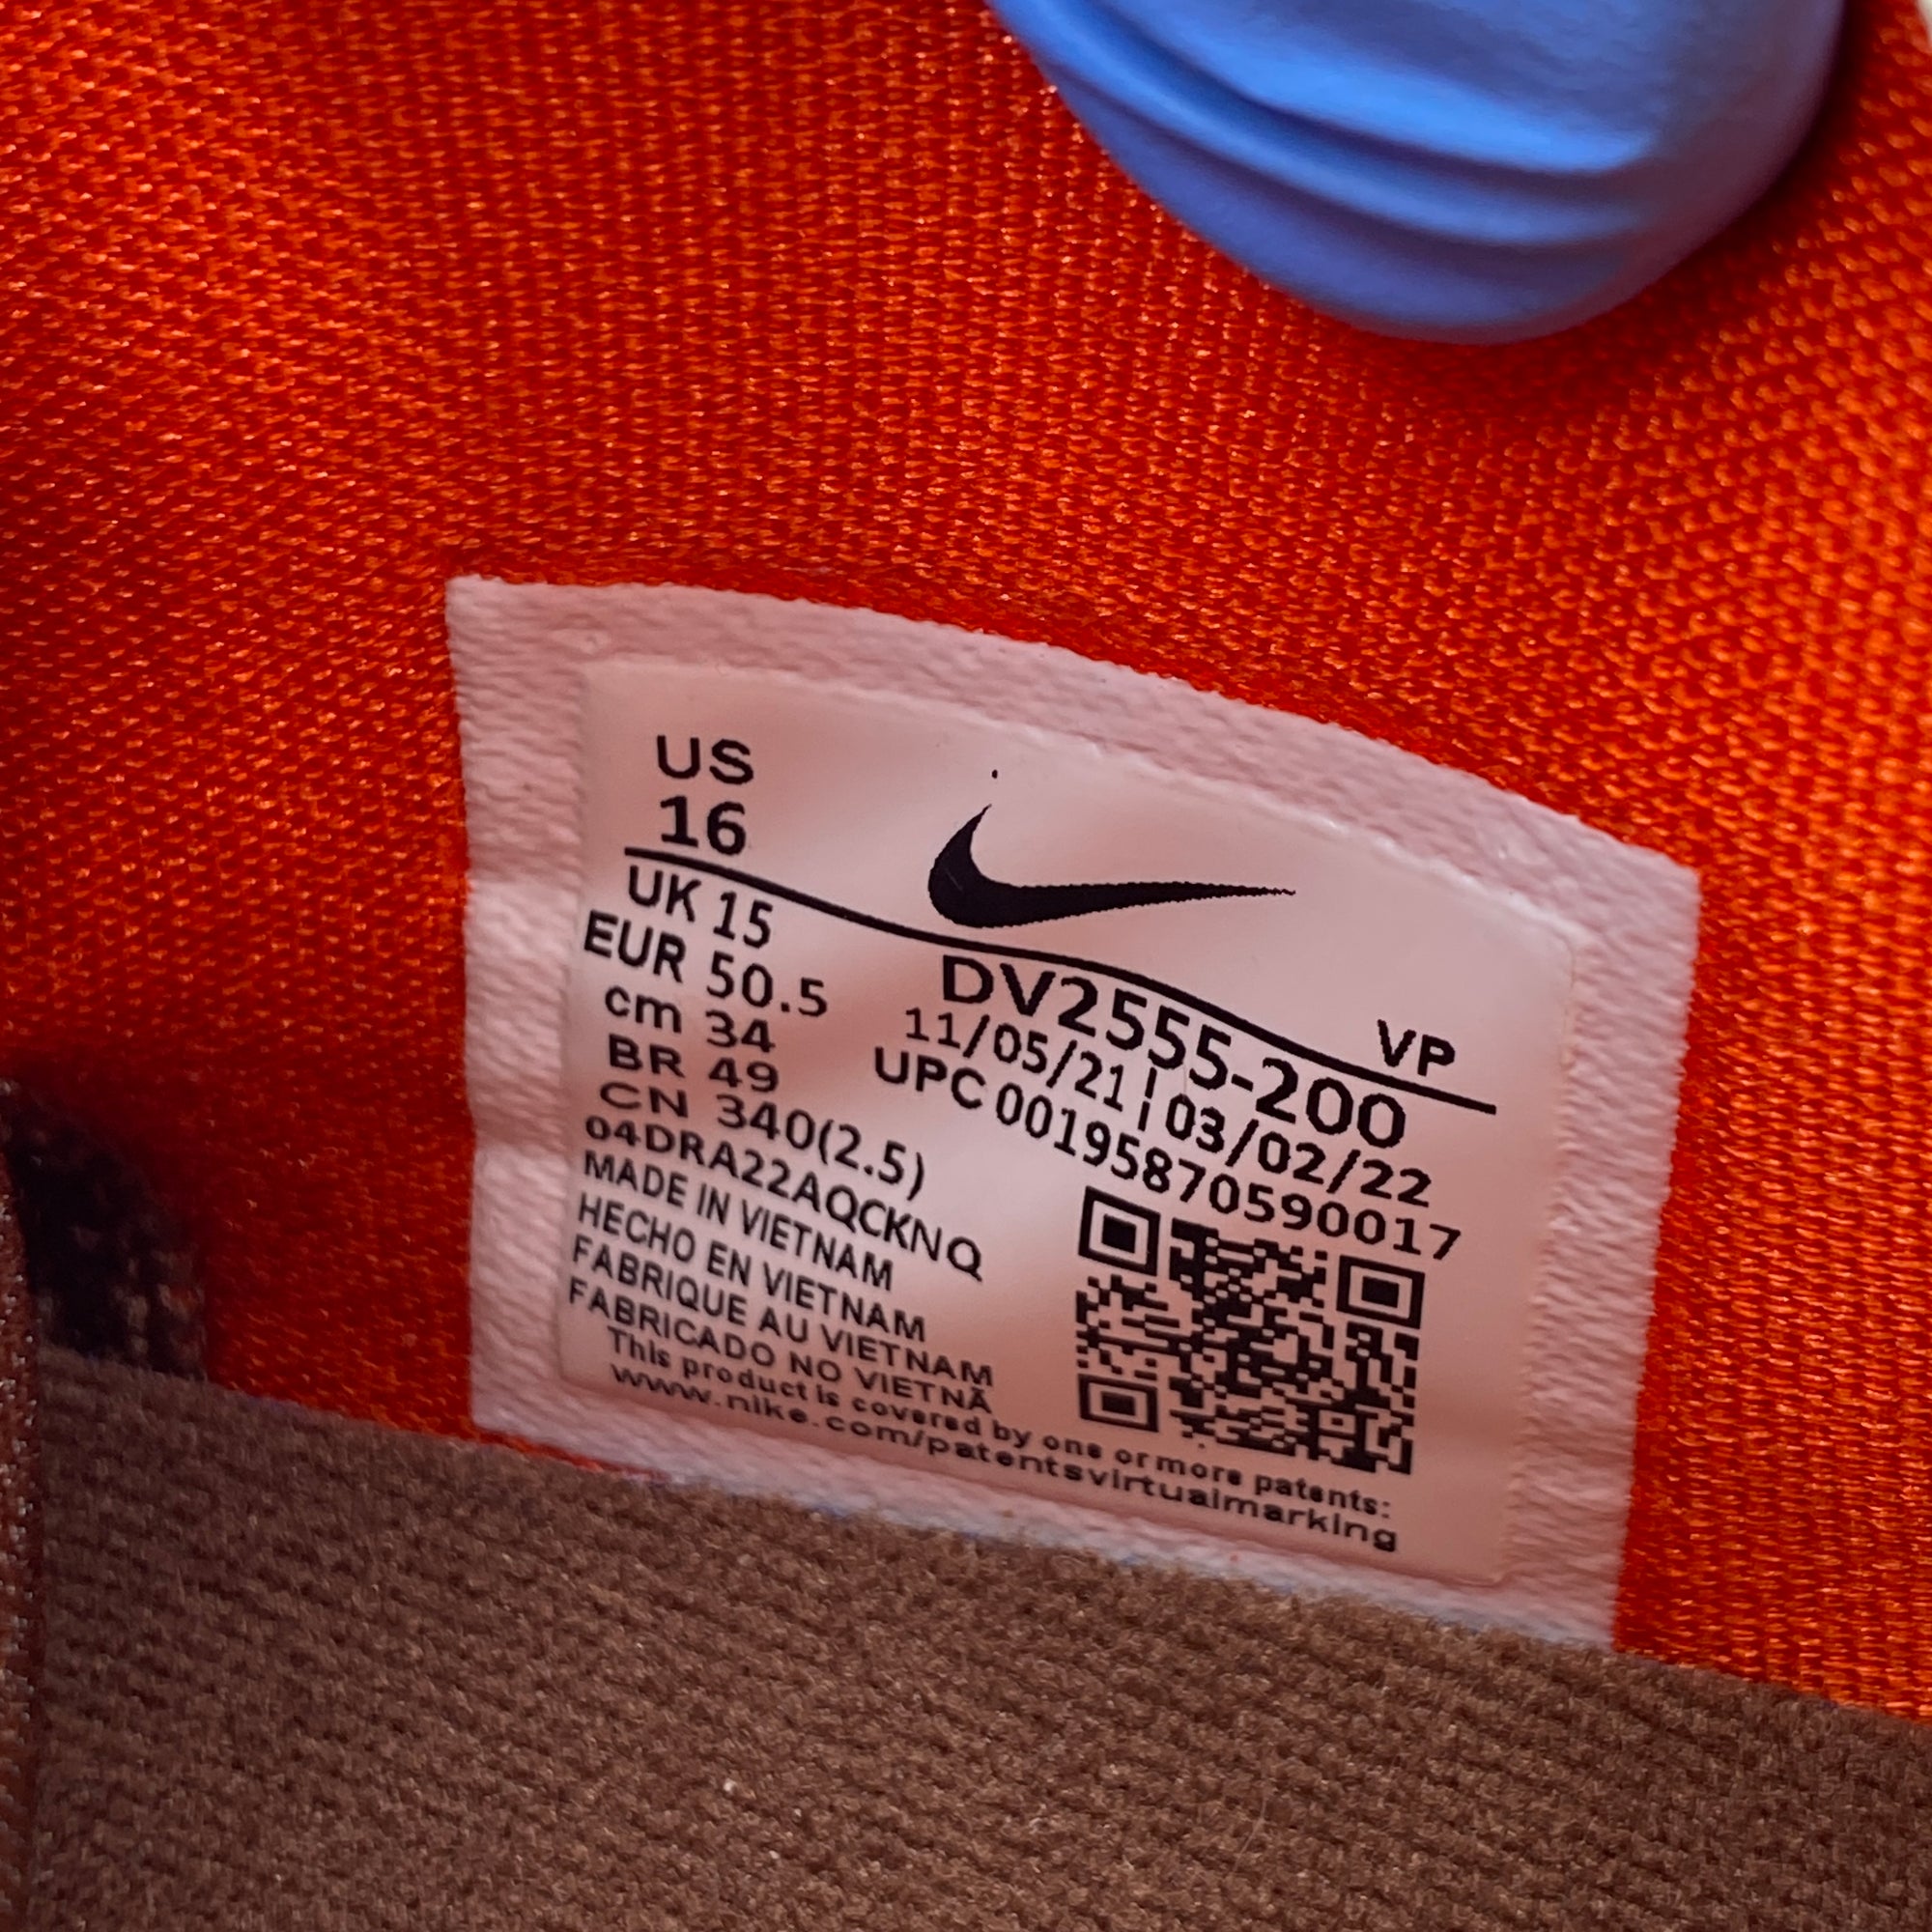 US
16
UK 15
EUR 50.5
cm 34
BR 49
CN 340(2.5)
04DRA22AQCKNQ
MADE IN VIETNAM
HECHO EN VIETNAM
FABRIQUE AU VIETNAM
FABRICADO NO VIETNÃ
This product is covered by one or more patents:
www.nike.com/patentsvirtualmarking
VP
DV2555-200
11/05/21¦03/02/22
UPC 00195870590017